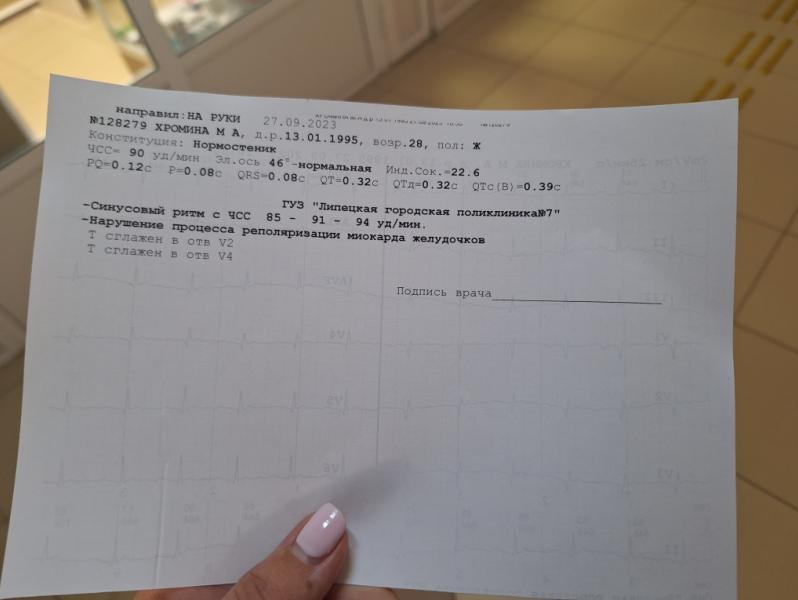 направил:НА РУКИ 27.09.2023
№128279 ХРОМИНА М А, д.р.13.01.1995, возр.28, пол: Ж
Конституция: Нормостеник
ЧСС= 90 уд/мин Эл.ось 46°-нормальная Инд.Сок.=22.6
PQ=0.12с P=0.08с QRS=0.08с QT=0.32с QTд=0.32с QTc(B)=0.39с
ГУЗ "Липецкая городская поликлиника№7"
-Синусовый ритм с ЧСС 85 - 91 - 94 уд/мин.
-Нарушение процесса реполяризации миокарда желудочков
Т сглажен в отв V2
Т сглажен в отв V4
Подпись врача